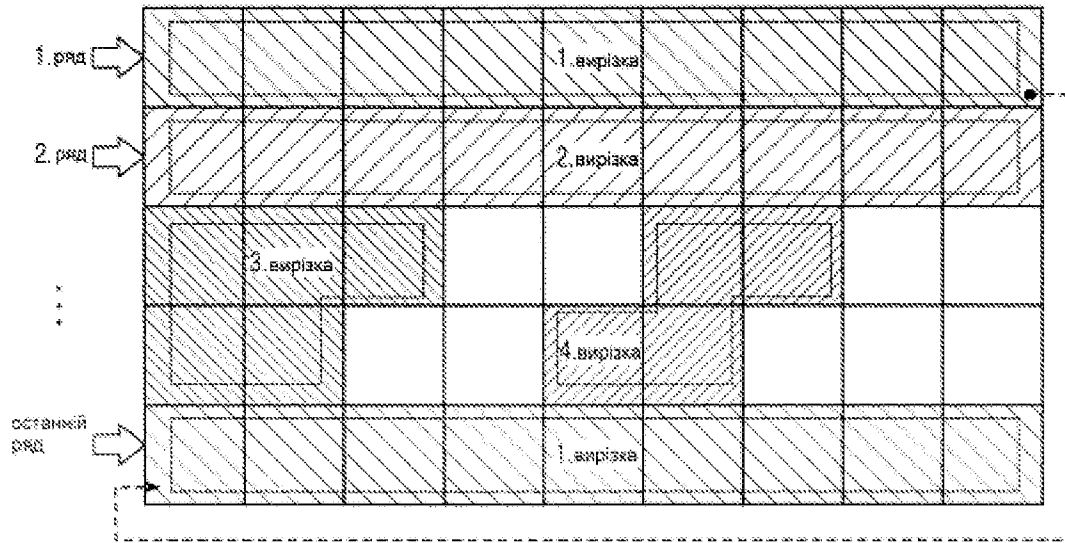 1. ряд
1. вирізка
2. ряд
2. вирізка
3. вирізка
4. вирізка
останній
ряд
1. вирізка